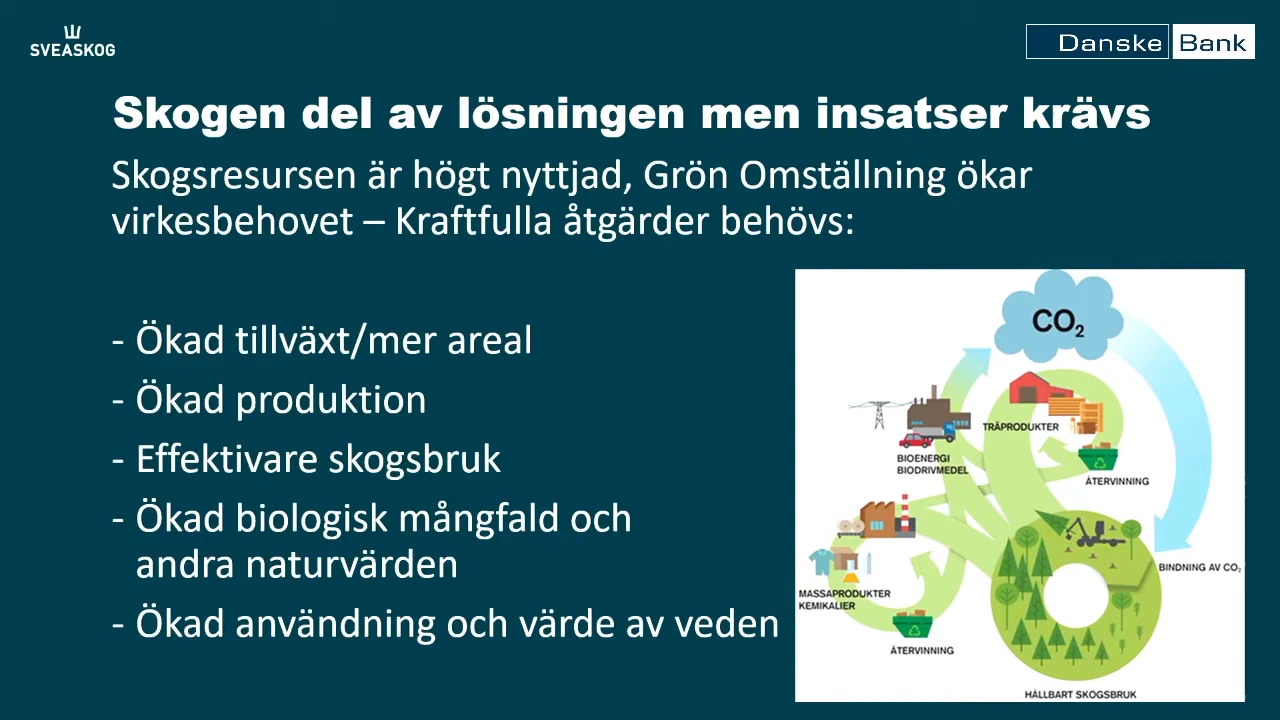 SVEASKOG
Danske Bank
Skogen del av lösningen men insatser krävs
Skogsresursen är högt nyttjad, Grön Omställning ökar
virkesbehovet – Kraftfulla åtgärder behövs:
- Ökad tillväxt/mer areal
- Ökad produktion
- Effektivare skogsbruk
- Ökad biologisk mångfald och
andra naturvärden
- Ökad användning och värde av veden
CO₂
TRÄPRODUKTER
BIOENERGI
BIODRIVMEDEL
ÅTERVINNING
BINDNING AV CO₂
MASSAPRODUKTER
KEMIKALIER
ÅTERVINNING
HÅLLBART SKOGSBRUK